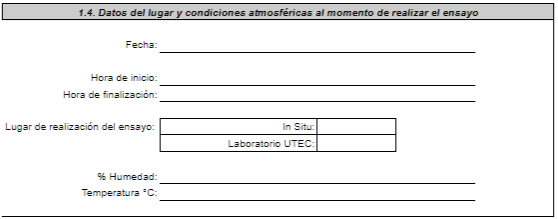 1.4. Datos del lugar y condiciones atmosféricas al momento de realizar el ensayo
Fecha:
Hora de inicio:
Hora de finalización:
Lugar de realización del ensayo: In Situ:
Laboratorio UTEC:
% Humedad:
Temperatura °C: